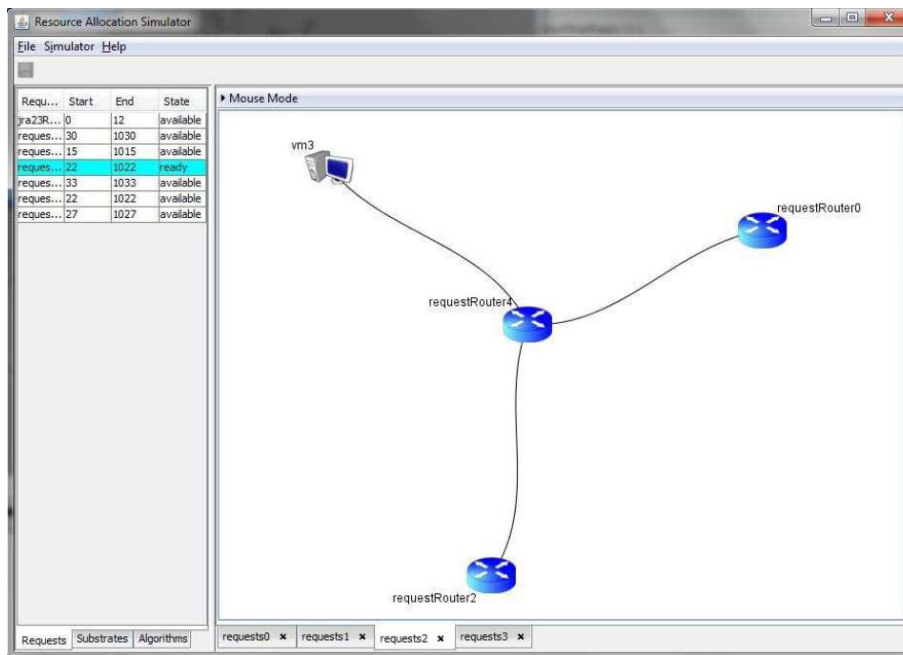 Resource Allocation Simulator
File Simulator Help
Requ... Start End State
jra23R... 0 12 available
reques... 30 1030 available
reques... 15 1015 available
reques... 22 1022 ready
reques... 33 1033 available
reques... 22 1022 available
reques... 27 1027 available
Mouse Mode
vm3
requestRouter0
requestRouter4
requestRouter2
Requests Substrates Algorithms
requests0 requests1 requests2 requests3